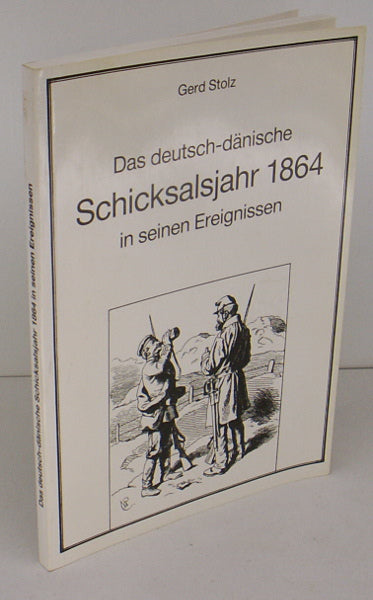 Gerd Stolz
Das deutsch-dänische
Schicksalsjahr 1864
in seinen Ereignissen
Das deutsch-dänische Schicksalsjahr 1864 in seinen Ereignissen